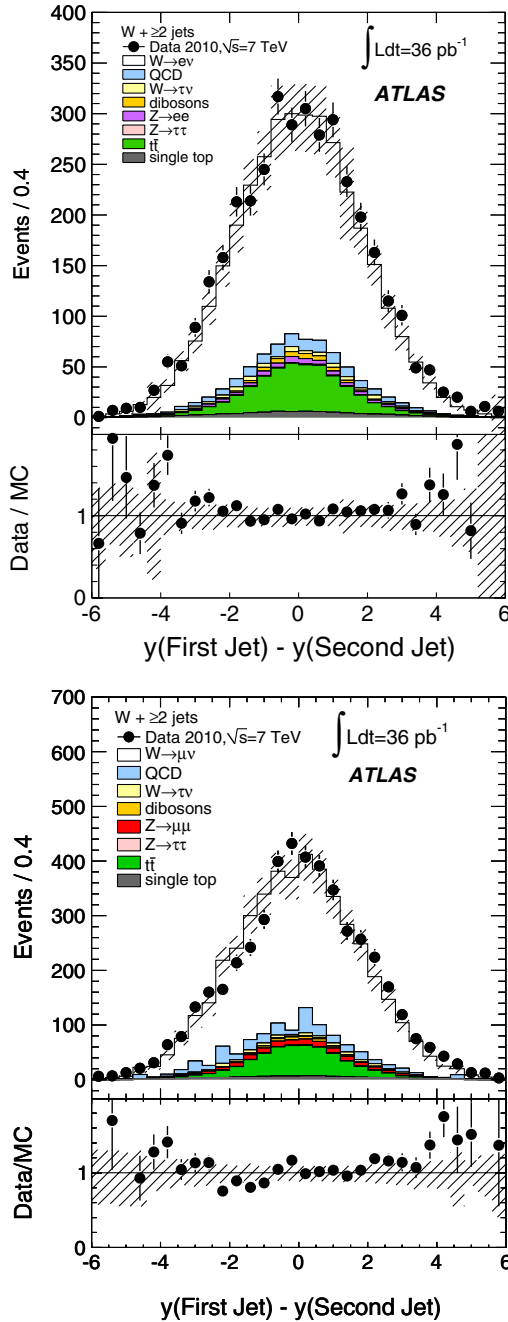 400
350
300
250
200
150
100
50
0
Events / 0.4
W + ≥2 jets
Data 2010,√s=7 TeV
W→eν
QCD
W→τν
dibosons
Z→ee
Z→ττ
tt̄
single top
∫Ldt=36 pb⁻¹
ATLAS
Data / MC
1
0
-6 -4 -2 0 2 4 6
y(First Jet) - y(Second Jet)
700
600
500
400
300
200
100
0
Events / 0.4
W + ≥2 jets
Data 2010,√s=7 TeV
W→μν
QCD
W→τν
dibosons
Z→μμ
Z→ττ
tt̄
single top
∫Ldt=36 pb⁻¹
ATLAS
Data/MC
1
0
-6 -4 -2 0 2 4 6
y(First Jet) - y(Second Jet)